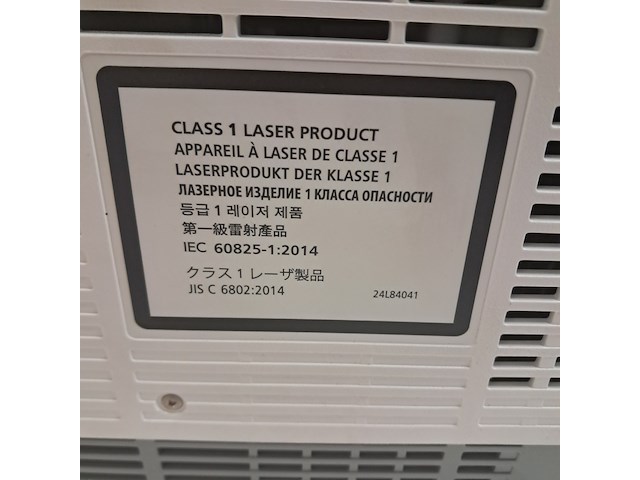 CLASS 1 LASER PRODUCT
APPAREIL À LASER DE CLASSE 1
LASERPRODUKT DER KLASSE 1
ЛАЗЕРНОЕ ИЗДЕЛИЕ 1 КЛАССА ОПАСНОСТИ
등급 1 레이저 제품
第一級雷射產品
IEC 60825-1:2014
クラス 1 レーザ製品
JIS C 6802:2014
24L84041